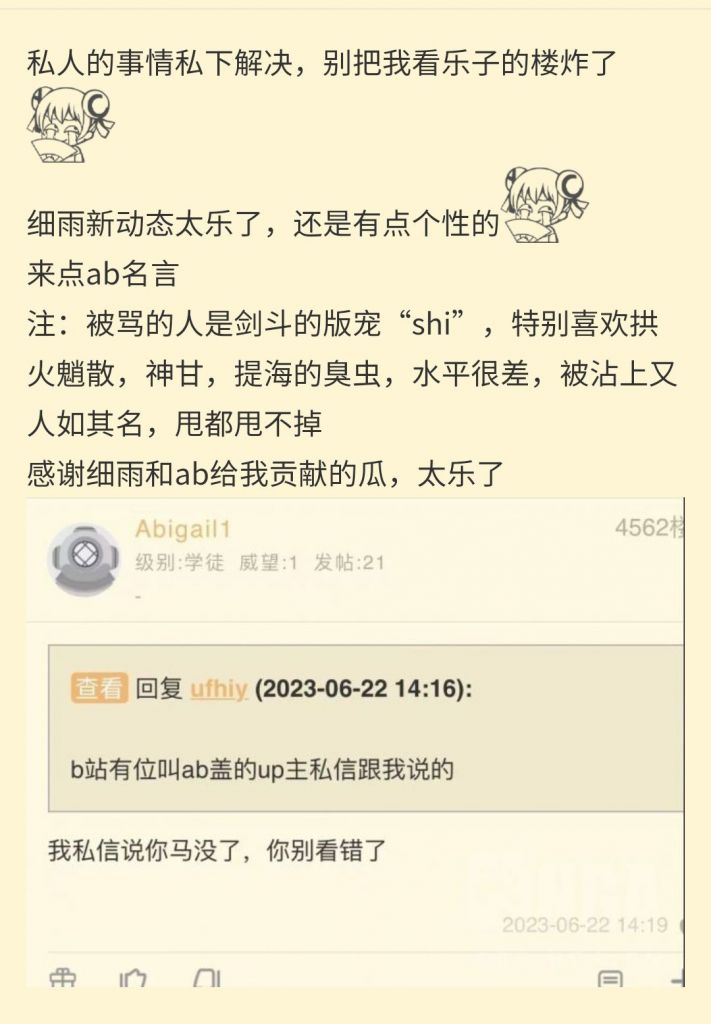 私人的事情私下解决，别把我看乐子的楼炸了
细雨新动态太乐了，还是有点个性的
来点ab名言
注：被骂的人是剑斗的版宠“shi”，特别喜欢拱
火魈散，神甘，提海的臭虫，水平很差，被沾上又
人如其名，甩都甩不掉
感谢细雨和ab给我贡献的瓜，太乐了
Abigail1
4562楼
级别:学徒 威望:1 发帖:21
-
查看 回复 ufhiy (2023-06-22 14:16):
b站有位叫ab盖的up主私信跟我说的
我私信说你马没了，你别看错了
2023-06-22 14:19